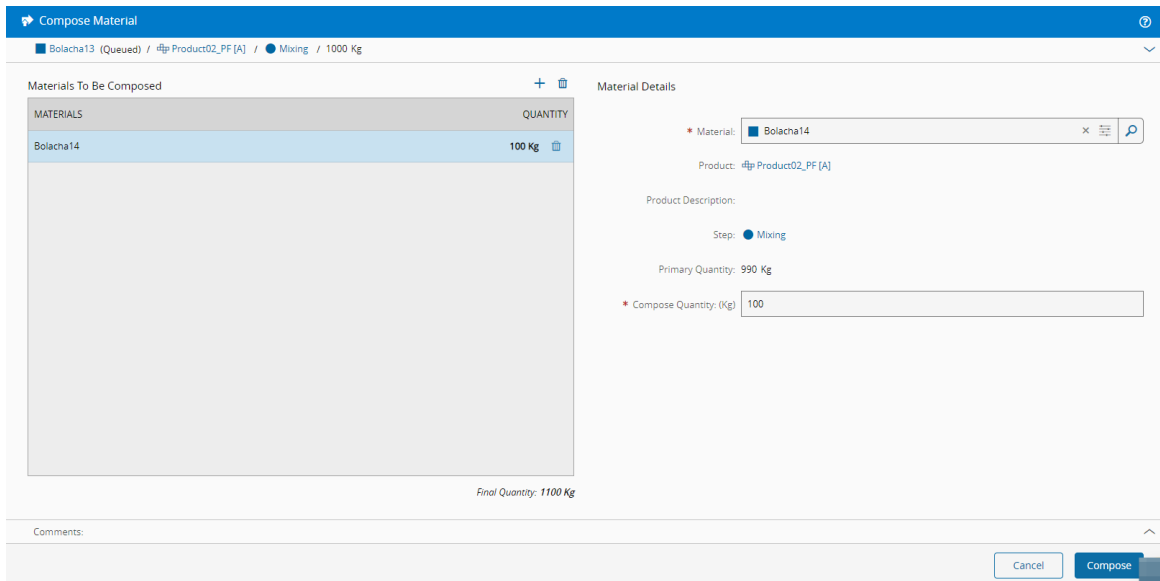 Compose Material
Bolacha13 (Queued) / Product02_PF [A] / Mixing / 1000 Kg
Materials To Be Composed
MATERIALS QUANTITY
Bolacha14 100 Kg
Final Quantity: 1100 Kg
Material Details
* Material: Bolacha14
Product: Product02_PF [A]
Product Description:
Step: Mixing
Primary Quantity: 990 Kg
* Compose Quantity: (Kg) 100
Comments:
Cancel Compose